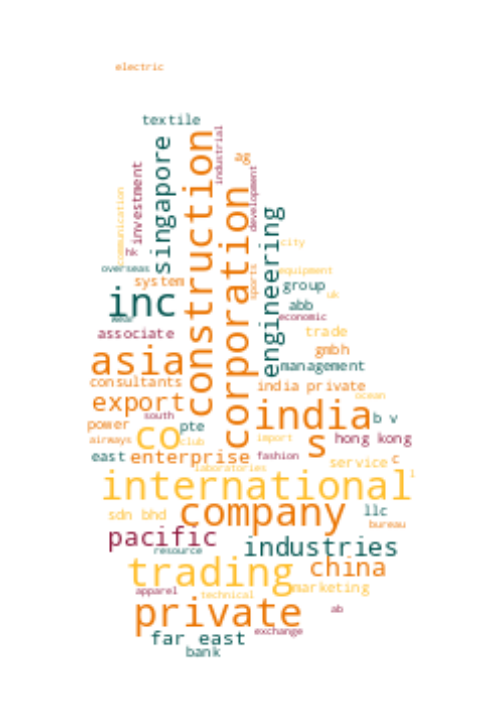 electric
textile
industrial
ag
construction
singapore
investment
development
communication
corporation
engineering
city
hk
overseas
equipment
system
sports
group
uk
inc
abb
wear
economic
associate
trade
gmbh
asia
management
consultants
india private
export
ocean
south
india
b v
power
pte
co
club
airways
import
s
hong kong
east
enterprise
fashion
service
c
laboratories
international
l
sdn bhd
company
llc
bureau
pacific
resource
industries
trading
china
apparel
technical
marketing
private
ab
far east
exchange
bank